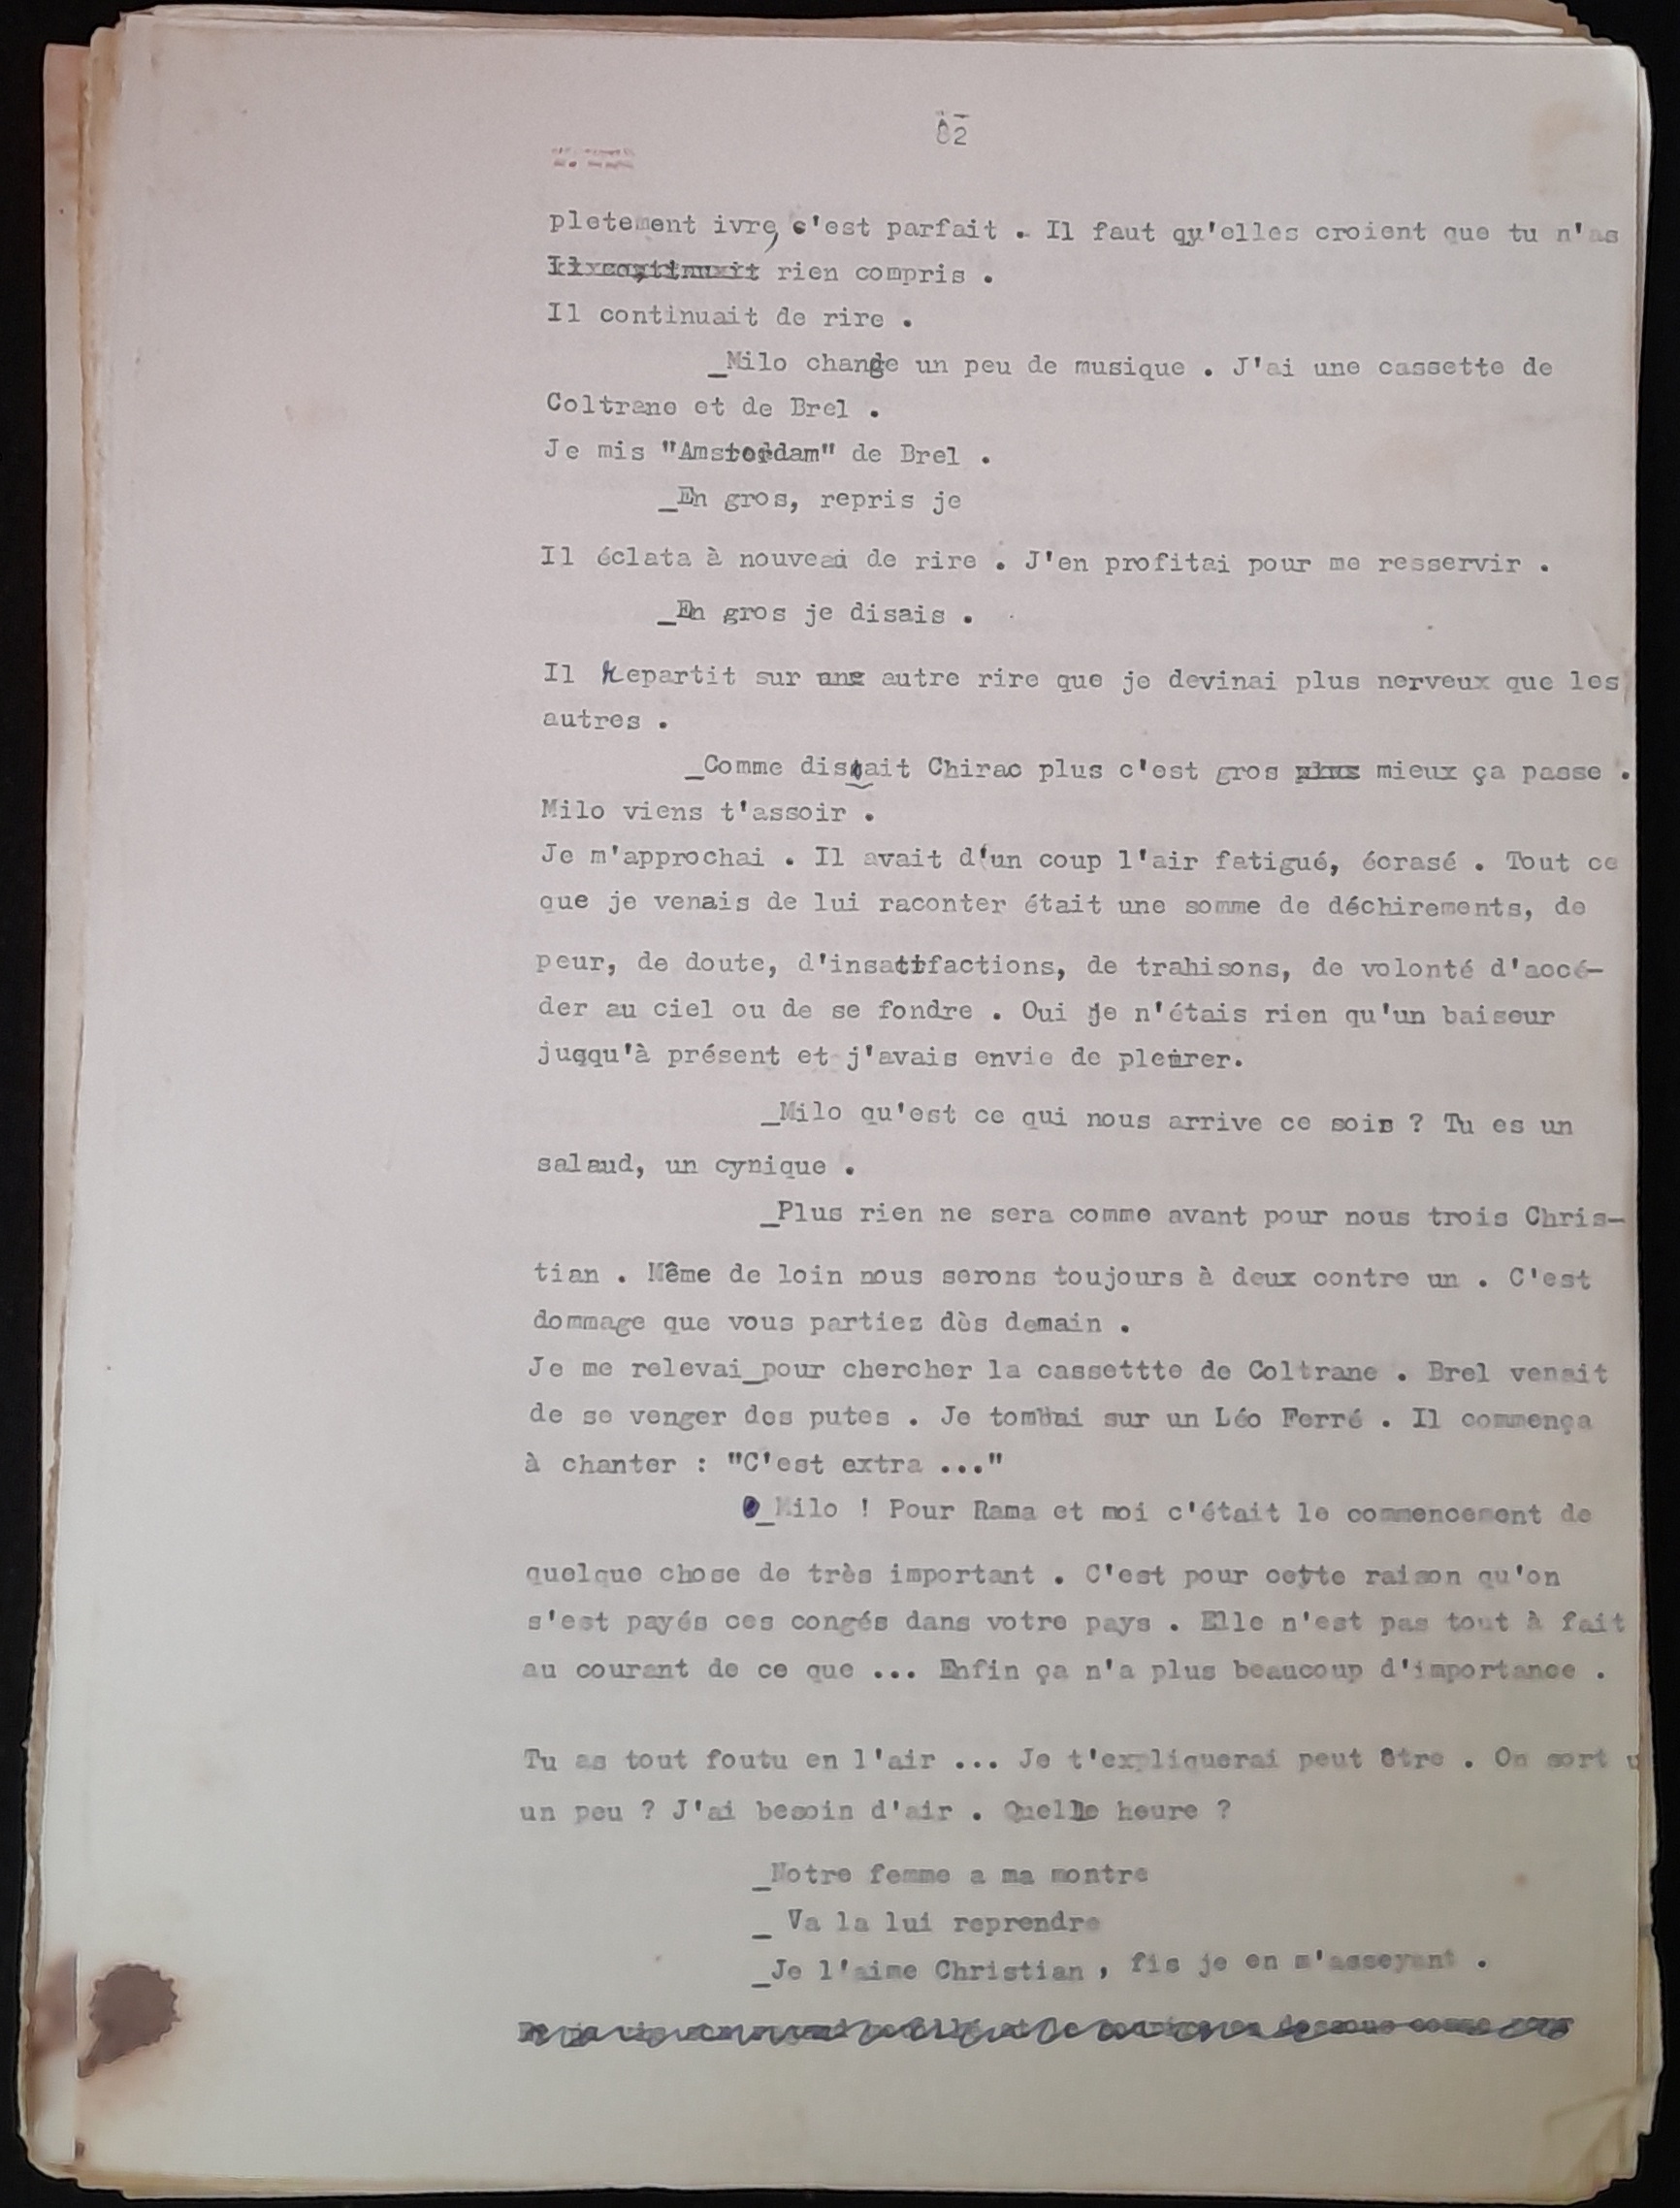 82
pletement ivre, c'est parfait . Il faut qu'elles croient que tu n'as
Il continuait rien compris .
Il continuait de rire .
_Milo change un peu de musique . J'ai une cassette de
Coltrane et de Brel .
Je mis "Amsterdam" de Brel .
_En gros, repris je
Il éclata à nouveau de rire . J'en profitai pour me resservir .
_En gros je disais .
Il Repartit sur une autre rire que je devinai plus nerveux que les
autres .
_Comme disait Chirac plus c'est gros plus mieux ça passe .
Milo viens t'assoir .
Je m'approchai . Il avait d'un coup l'air fatigué, écrasé . Tout ce
que je venais de lui raconter était une somme de déchirements, de
peur, de doute, d'insatifactions, de trahisons, de volonté d'accé-
der au ciel ou de se fondre . Oui je n'étais rien qu'un baiseur
jusqu'à présent et j'avais envie de pleurer.
_Milo qu'est ce qui nous arrive ce soir ? Tu es un
salaud, un cynique .
_Plus rien ne sera comme avant pour nous trois Chris-
tian . Même de loin nous serons toujours à deux contre un . C'est
dommage que vous partiez dès demain .
Je me relevai_pour chercher la cassettte de Coltrane . Brel venait
de se venger des putes . Je tombai sur un Léo Ferré . Il commença
à chanter : "C'est extra ..."
_Milo ! Pour Rama et moi c'était le commencement de
quelque chose de très important . C'est pour cette raison qu'on
s'est payés ces congés dans votre pays . Elle n'est pas tout à fait
au courant de ce que ... Enfin ça n'a plus beaucoup d'importance .
Tu as tout foutu en l'air ... Je t'expliquerai peut être . On sort u
un peu ? J'ai besoin d'air . Quelle heure ?
_Notre femme a ma montre
_ Va la lui reprendre
_Je l'aime Christian , fis je en m'asseyant .